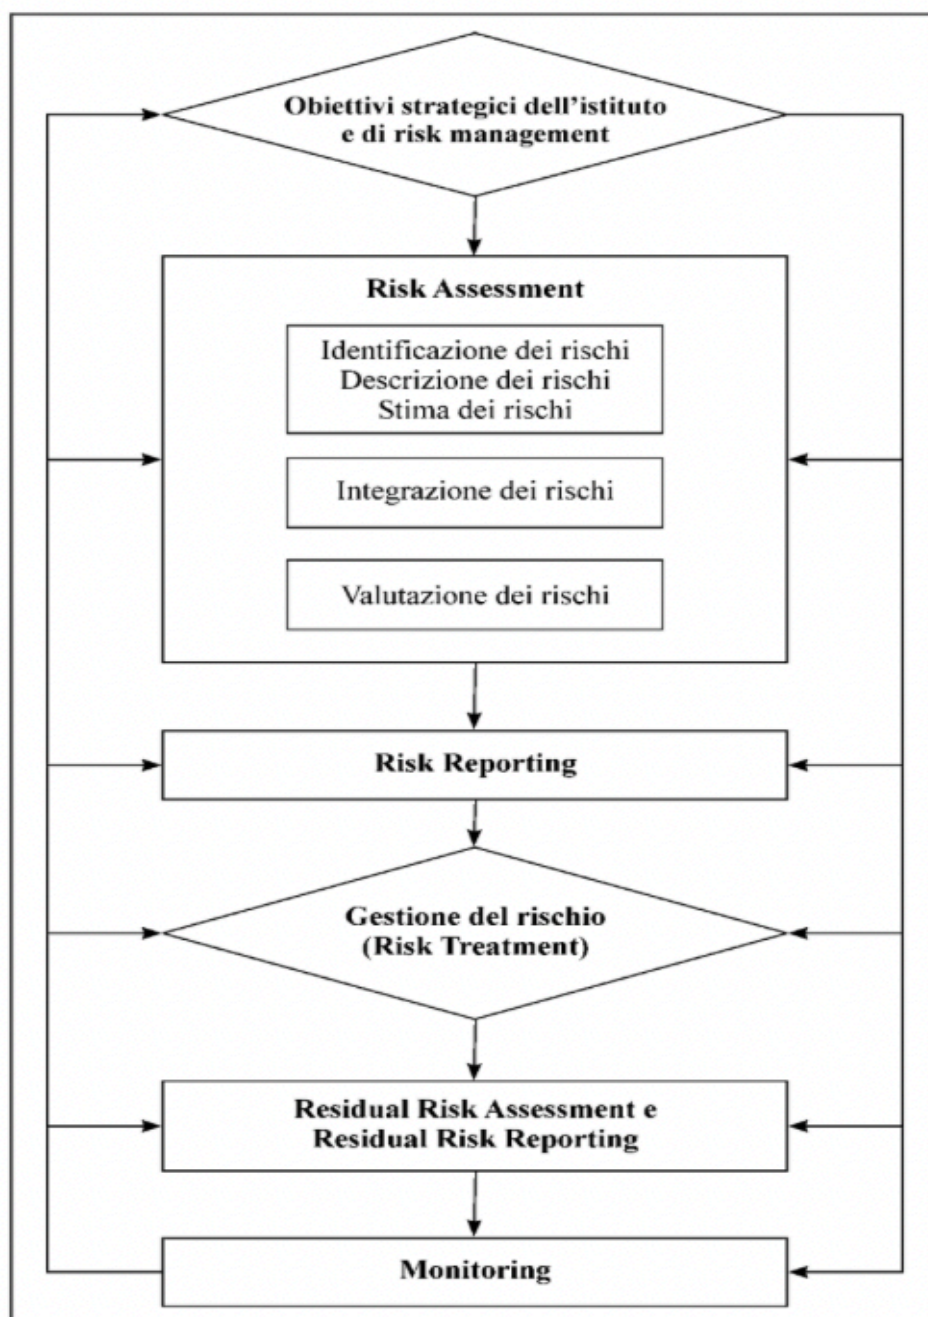 Obiettivi strategici dell'istituto
e di risk management
Risk Assessment
Identificazione dei rischi
Descrizione dei rischi
Stima dei rischi
Integrazione dei rischi
Valutazione dei rischi
Risk Reporting
Gestione del rischio
(Risk Treatment)
Residual Risk Assessment e
Residual Risk Reporting
Monitoring